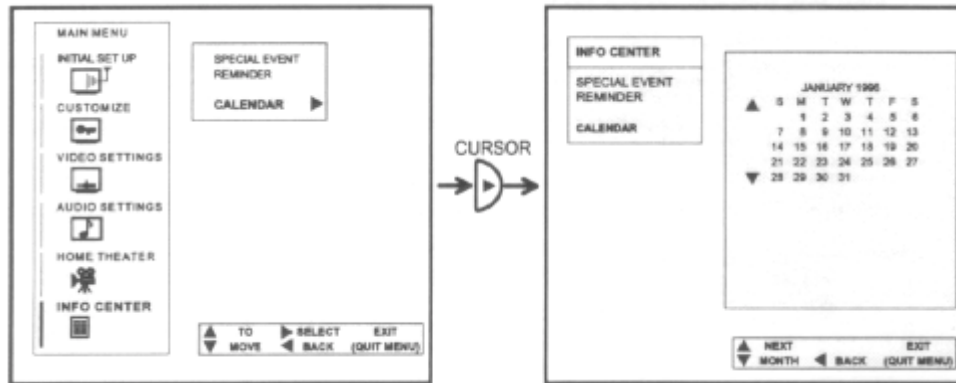 MAIN MENU
INITIAL SET UP
CUSTOMIZE
VIDEO SETTINGS
AUDIO SETTINGS
HOME THEATER
INFO CENTER
SPECIAL EVENT
REMINDER
CALENDAR
TO SELECT EXIT
MOVE BACK (QUIT MENU)
CURSOR
INFO CENTER
SPECIAL EVENT
REMINDER
CALENDAR
JANUARY 1996
S M T W T F S
1 2 3 4 5 6
7 8 9 10 11 12 13
14 15 16 17 18 19 20
21 22 23 24 25 26 27
28 29 30 31
NEXT EXIT
MONTH BACK (QUIT MENU)